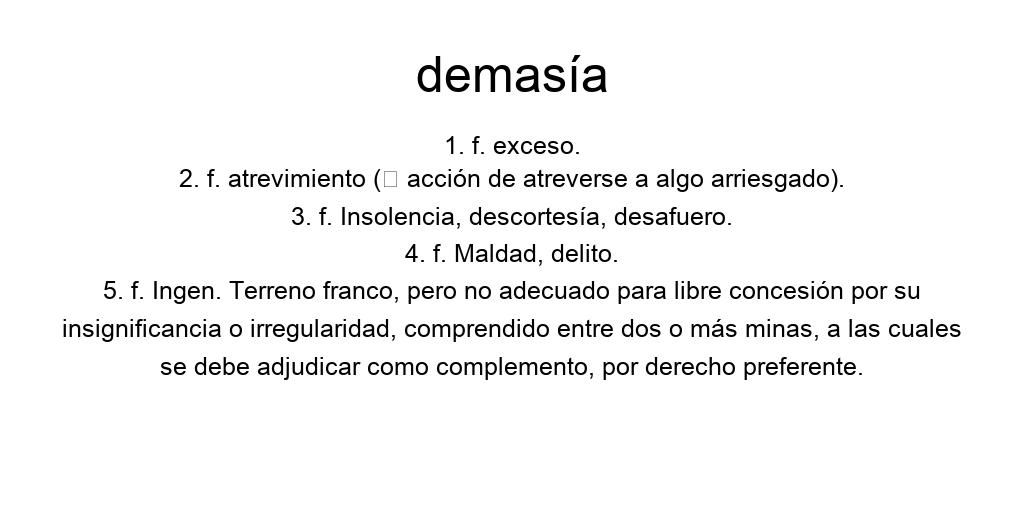 demasía
1. f. exceso.
2. f. atrevimiento (□ acción de atreverse a algo arriesgado).
3. f. Insolencia, descortesía, desafuero.
4. f. Maldad, delito.
5. f. Ingen. Terreno franco, pero no adecuado para libre concesión por su
insignificancia o irregularidad, comprendido entre dos o más minas, a las cuales
se debe adjudicar como complemento, por derecho preferente.